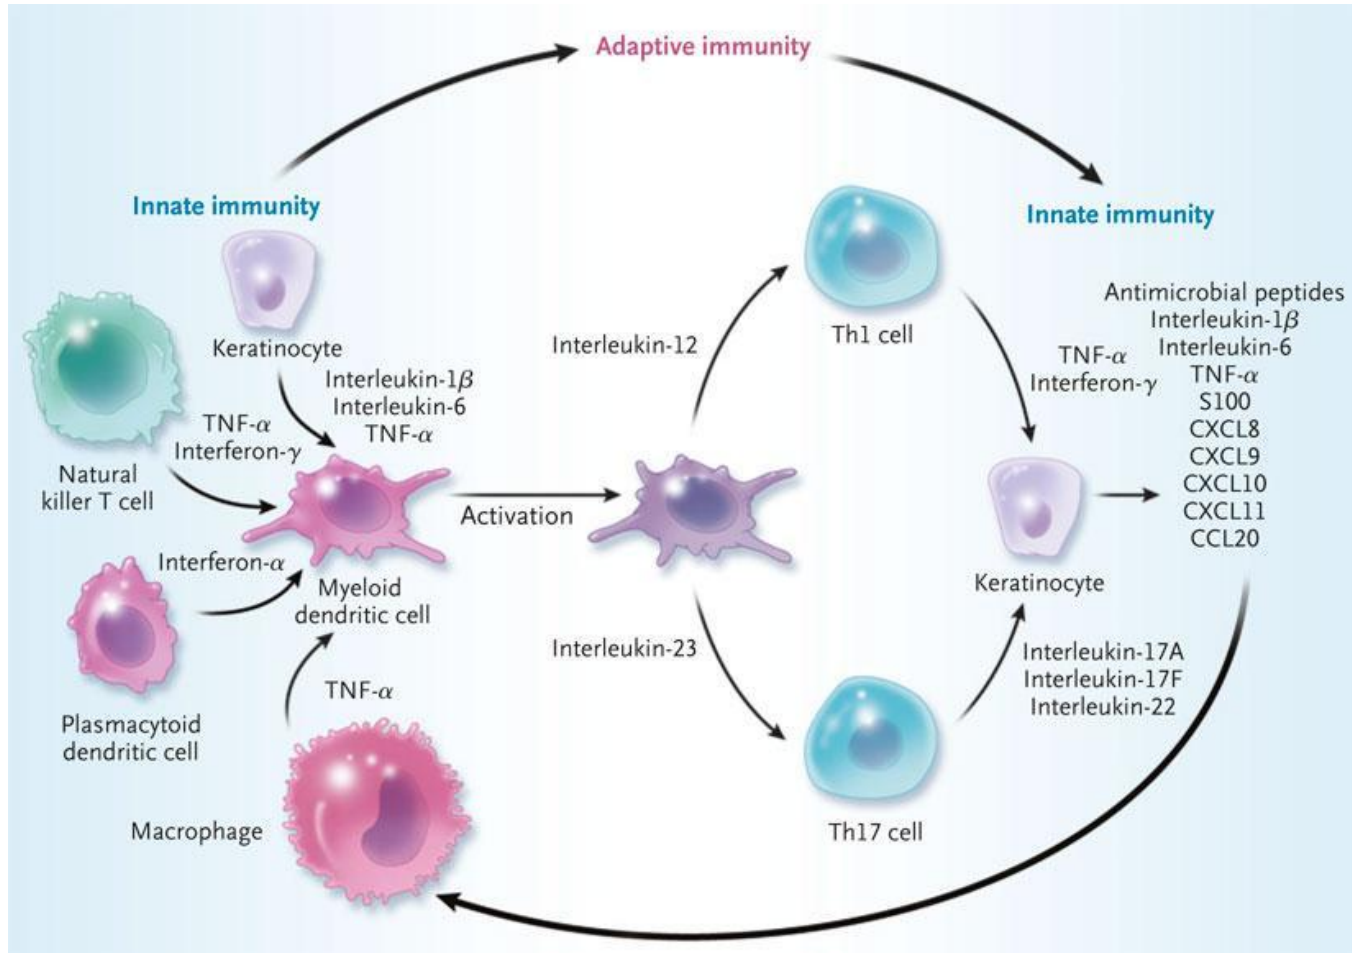 Adaptive immunity
Innate immunity
Innate immunity
Keratinocyte
Interleukin-1β
Interleukin-6
TNF-α
TNF-α
Interferon-γ
Natural
killer T cell
Interferon-α
Myeloid
dendritic cell
Plasmacytoid
dendritic cell
TNF-α
Macrophage
Activation
Interleukin-12
Interleukin-23
Th1 cell
Th17 cell
TNF-α
Interferon-γ
Keratinocyte
Interleukin-17A
Interleukin-17F
Interleukin-22
Antimicrobial peptides
Interleukin-1β
Interleukin-6
TNF-α
S100
CXCL8
CXCL9
CXCL10
CXCL11
CCL20